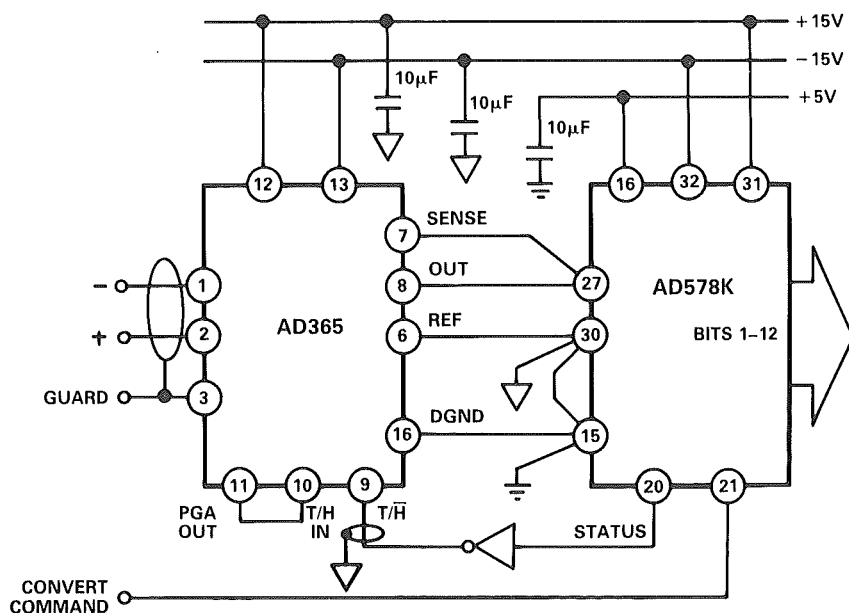 +15V
-15V
10µF
10µF
+5V
10µF
12
13
16
32
31
7
SENSE
-
1
8
OUT
27
AD578K
AD365
+
2
6
REF
30
BITS 1-12
GUARD
3
16
DGND
15
11
10
9
20
21
PGA OUT
T/H IN
T/H̅
STATUS
CONVERT
COMMAND